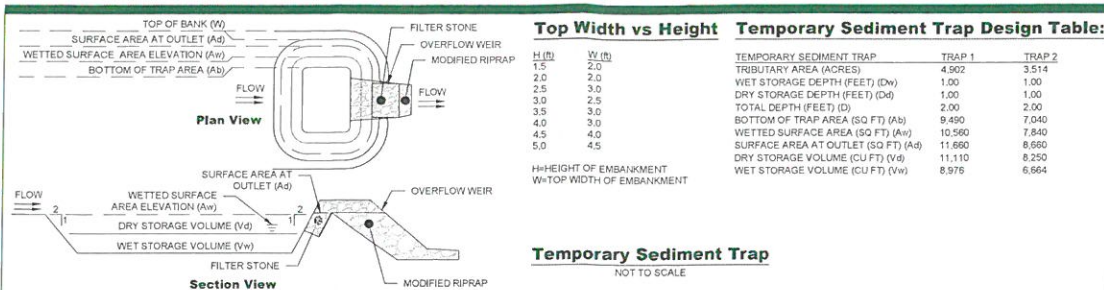 TOP OF BANK (W)
SURFACE AREA AT OUTLET (Ad)
WETTED SURFACE AREA ELEVATION (Aw)
BOTTOM OF TRAP AREA (Ab)
FILTER STONE
OVERFLOW WEIR
MODIFIED RIPRAP
FLOW
FLOW
Plan View
SURFACE AREA AT
OUTLET (Ad)
OVERFLOW WEIR
FLOW
WETTED SURFACE
AREA ELEVATION (Aw)
2
1
2
1
DRY STORAGE VOLUME (Vd)
WET STORAGE VOLUME (Vw)
FILTER STONE
MODIFIED RIPRAP
Section View
Top Width vs Height
H (ft) W (ft)
1.5 2.0
2.0 2.0
2.5 3.0
3.0 2.5
3.5 3.0
4.0 3.0
4.5 4.0
5.0 4.5
H=HEIGHT OF EMBANKMENT
W=TOP WIDTH OF EMBANKMENT
Temporary Sediment Trap Design Table:
TEMPORARY SEDIMENT TRAP TRAP 1 TRAP 2
TRIBUTARY AREA (ACRES) 4.902 3.514
WET STORAGE DEPTH (FEET) (Dw) 1.00 1.00
DRY STORAGE DEPTH (FEET) (Dd) 1.00 1.00
TOTAL DEPTH (FEET) (D) 2.00 2.00
BOTTOM OF TRAP AREA (SQ FT) (Ab) 9,490 7,040
WETTED SURFACE AREA (SQ FT) (Aw) 10,560 7,840
SURFACE AREA AT OUTLET (SQ FT) (Ad) 11,660 8,660
DRY STORAGE VOLUME (CU FT) (Vd) 11,110 8,250
WET STORAGE VOLUME (CU FT) (Vw) 8,976 6,664
Temporary Sediment Trap
NOT TO SCALE